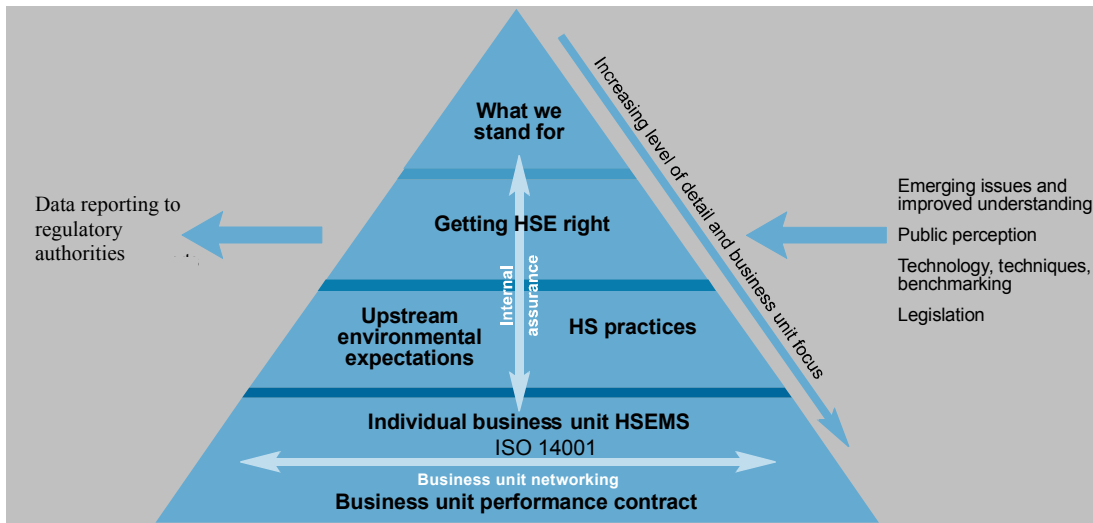 What we
stand for
Increasing level of detail and business unit focus
Data reporting to
regulatory
authorities
Getting HSE right
Internal
assurance
Emerging issues and
improved understanding
Public perception
Technology, techniques,
benchmarking
Legislation
Upstream
environmental
expectations
HS practices
Individual business unit HSEMS
ISO 14001
Business unit networking
Business unit performance contract